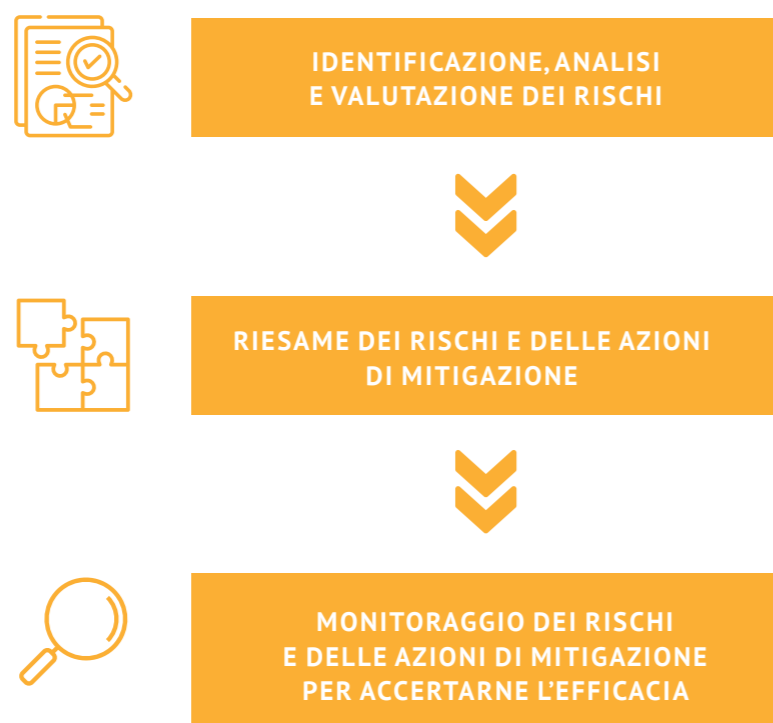 IDENTIFICAZIONE, ANALISI
E VALUTAZIONE DEI RISCHI
RIESAME DEI RISCHI E DELLE AZIONI
DI MITIGAZIONE
MONITORAGGIO DEI RISCHI
E DELLE AZIONI DI MITIGAZIONE
PER ACCERTARNE L’EFFICACIA